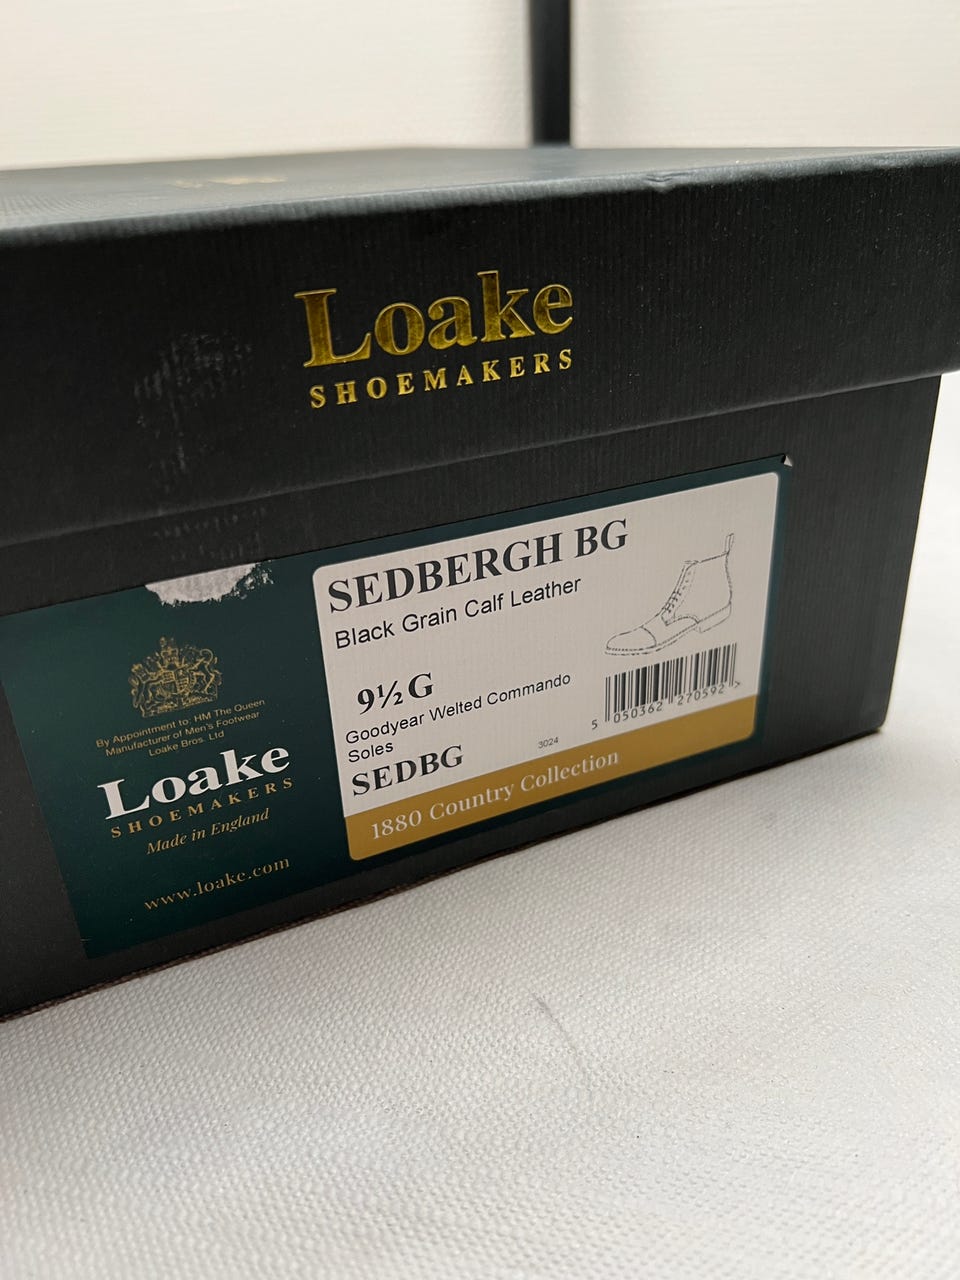 Loake
SHOEMAKERS
SEDBERGH BG
Black Grain Calf Leather
9½ G
Goodyear Welted Commando
Soles
SEDBG
3024
5 050362 270592 >
1880 Country Collection
By Appointment to: HM The Queen
Manufacturer of Men's Footwear
Loake Bros. Ltd
Loake
SHOEMAKERS
Made in England
www.loake.com